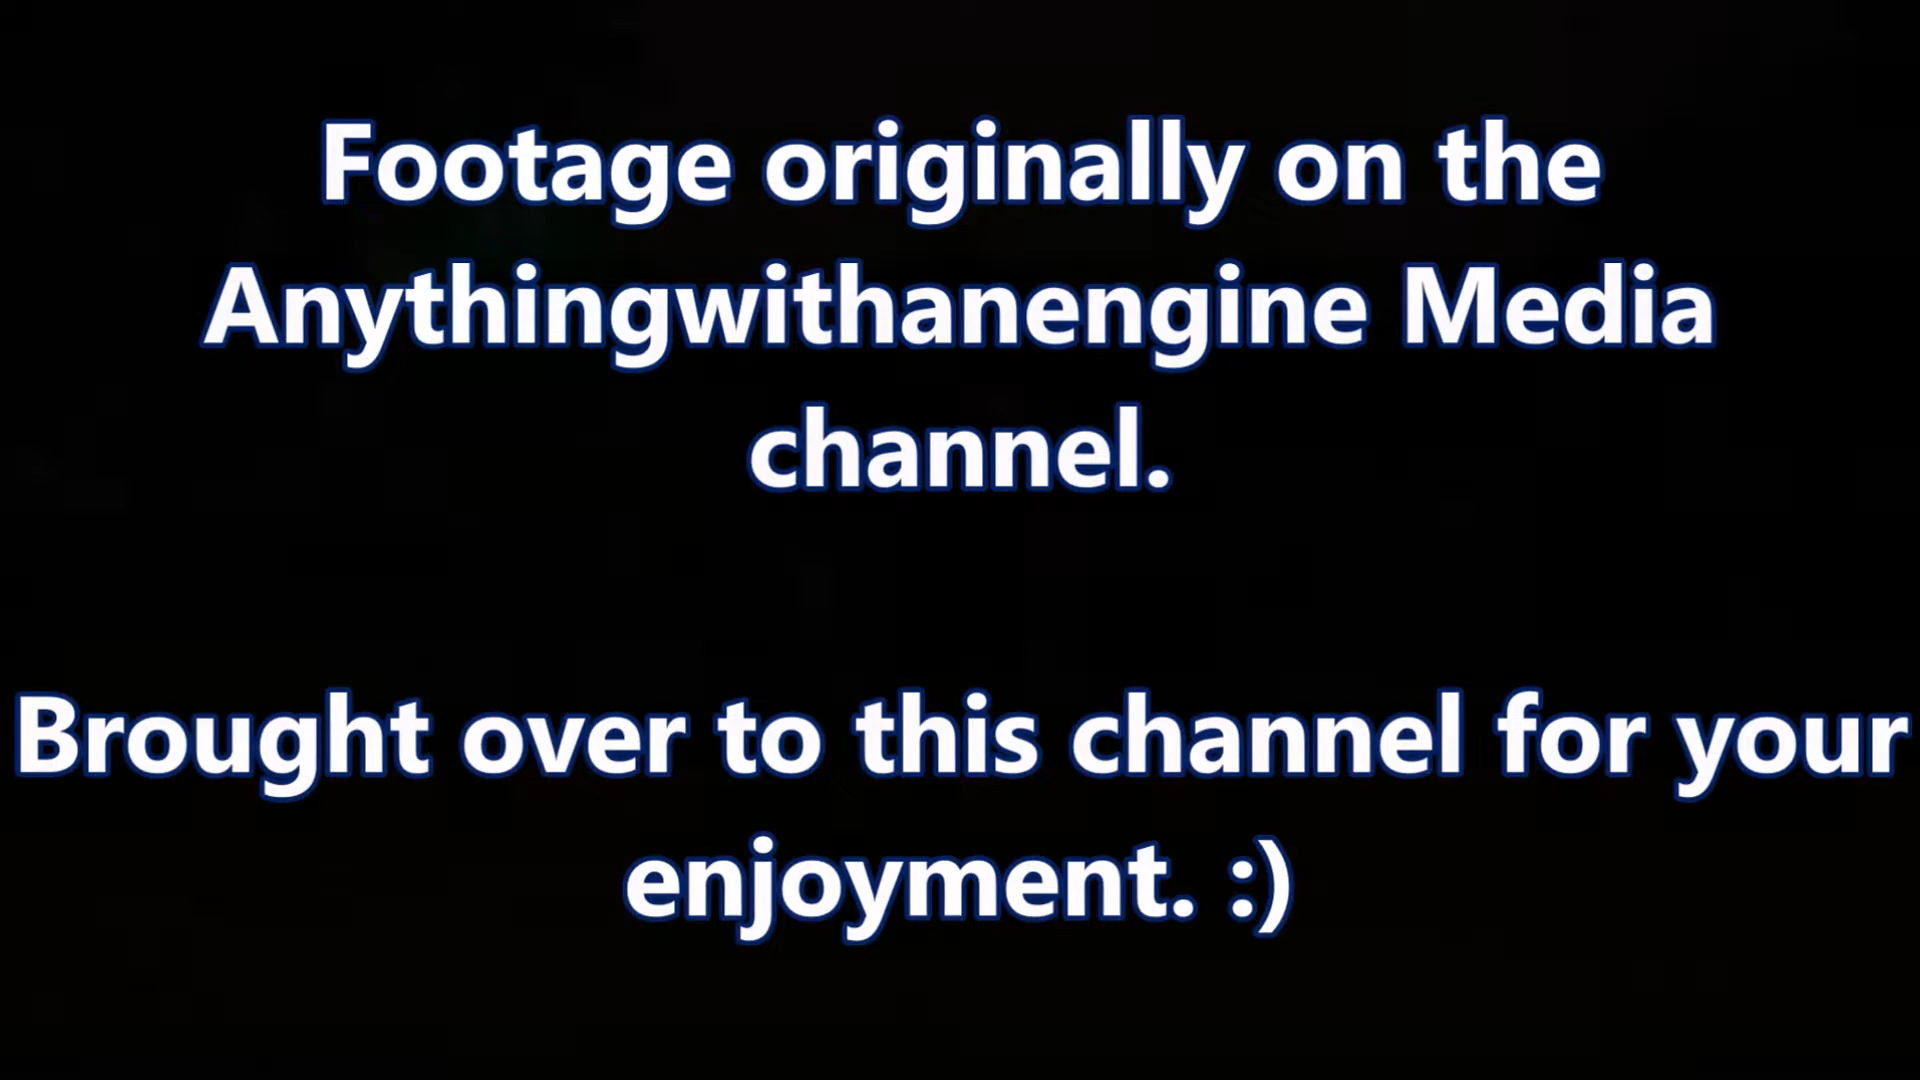 Footage originally on the
Anythingwithanengine Media
channel.
Brought over to this channel for your
enjoyment. :)